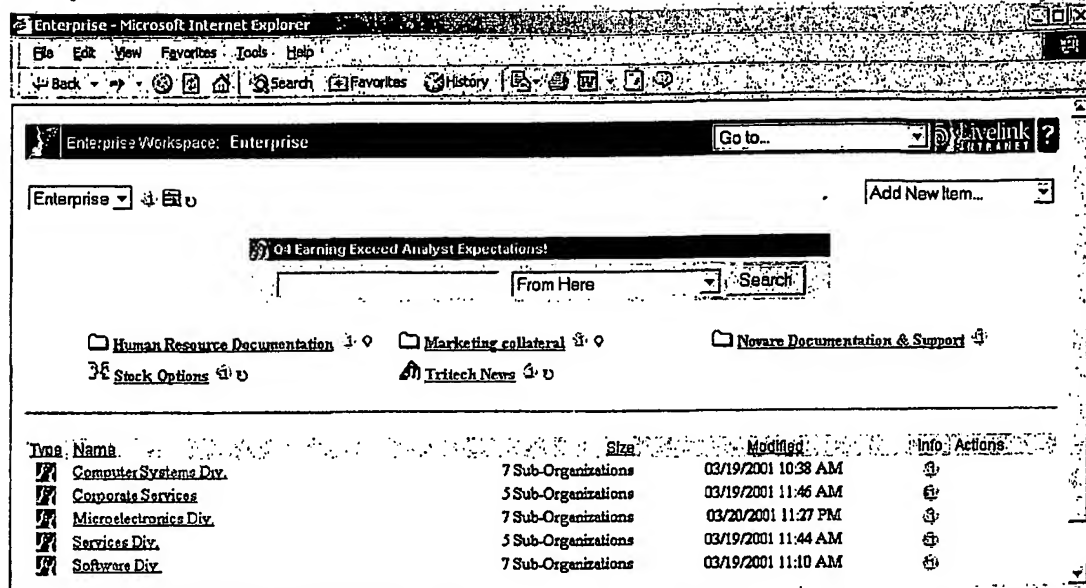 Enterprise - Microsoft Internet Explorer
File Edit View Favorites Tools Help
Back Search Favorites History
Enterprise Workspace: Enterprise Go to... Livelink ?
INTRANET
Enterprise Add New Item...
Q4 Earning Exceed Analyst Expectations!
From Here Search
Human Resource Documentation Marketing collateral Novare Documentation & Support
Stock Options Tritech News
Type Name Size Modified Info Actions
Computer Systems Div. 7 Sub-Organizations 03/19/2001 10:38 AM
Corporate Services 5 Sub-Organizations 03/19/2001 11:46 AM
Microelectronics Div. 7 Sub-Organizations 03/20/2001 11:27 PM
Services Div. 5 Sub-Organizations 03/19/2001 11:44 AM
Software Div 7 Sub-Organizations 03/19/2001 11:10 AM